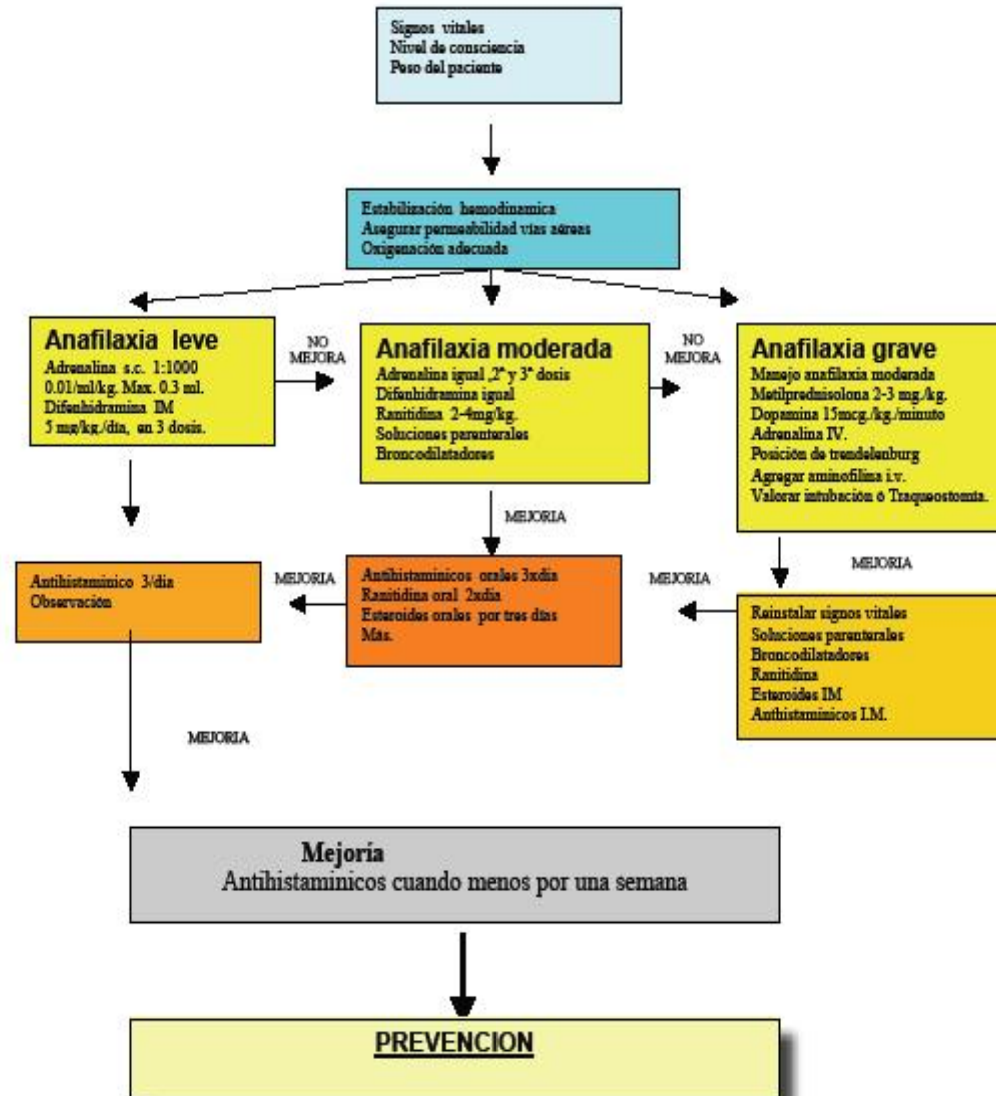 Signos vitales
Nivel de consciencia
Peso del paciente
Estabilización hemodinamica
Asegurar permeabilidad vías aéreas
Oxigenación adecuada
Anafilaxia leve
Adrenalina s.c. 1:1000
0.01/ml/kg. Max. 0.3 ml.
Difenhidramina IM
5 mg/kg./día, en 3 dosis.
NO
MEJORA
Anafilaxia moderada
Adrenalina igual ,2ª y 3ª dosis
Difenhidramina igual
Ranitidina 2-4mg/kg.
Soluciones parenterales
Broncodilatadores
NO
MEJORA
Anafilaxia grave
Manejo anafilaxia moderada
Metilprednisolona 2-3 mg./kg.
Dopamina 15mcg./kg./minuto
Adrenalina IV.
Posición de trendelenburg
Agregar aminofilina i.v.
Valorar intubación ó Traqueostomía.
MEJORIA
MEJORIA
Antihistamínico 3/día
Observación
MEJORIA
Antihistamínicos orales 3xdía
Ranitidina oral 2xdía
Esteroides orales por tres días
Más.
MEJORIA
Reinstalar signos vitales
Soluciones parenterales
Broncodilatadores
Ranitidina
Esteroides IM
Anthistamínicos I.M.
MEJORIA
Mejoría
Antihistamínicos cuando menos por una semana
PREVENCION